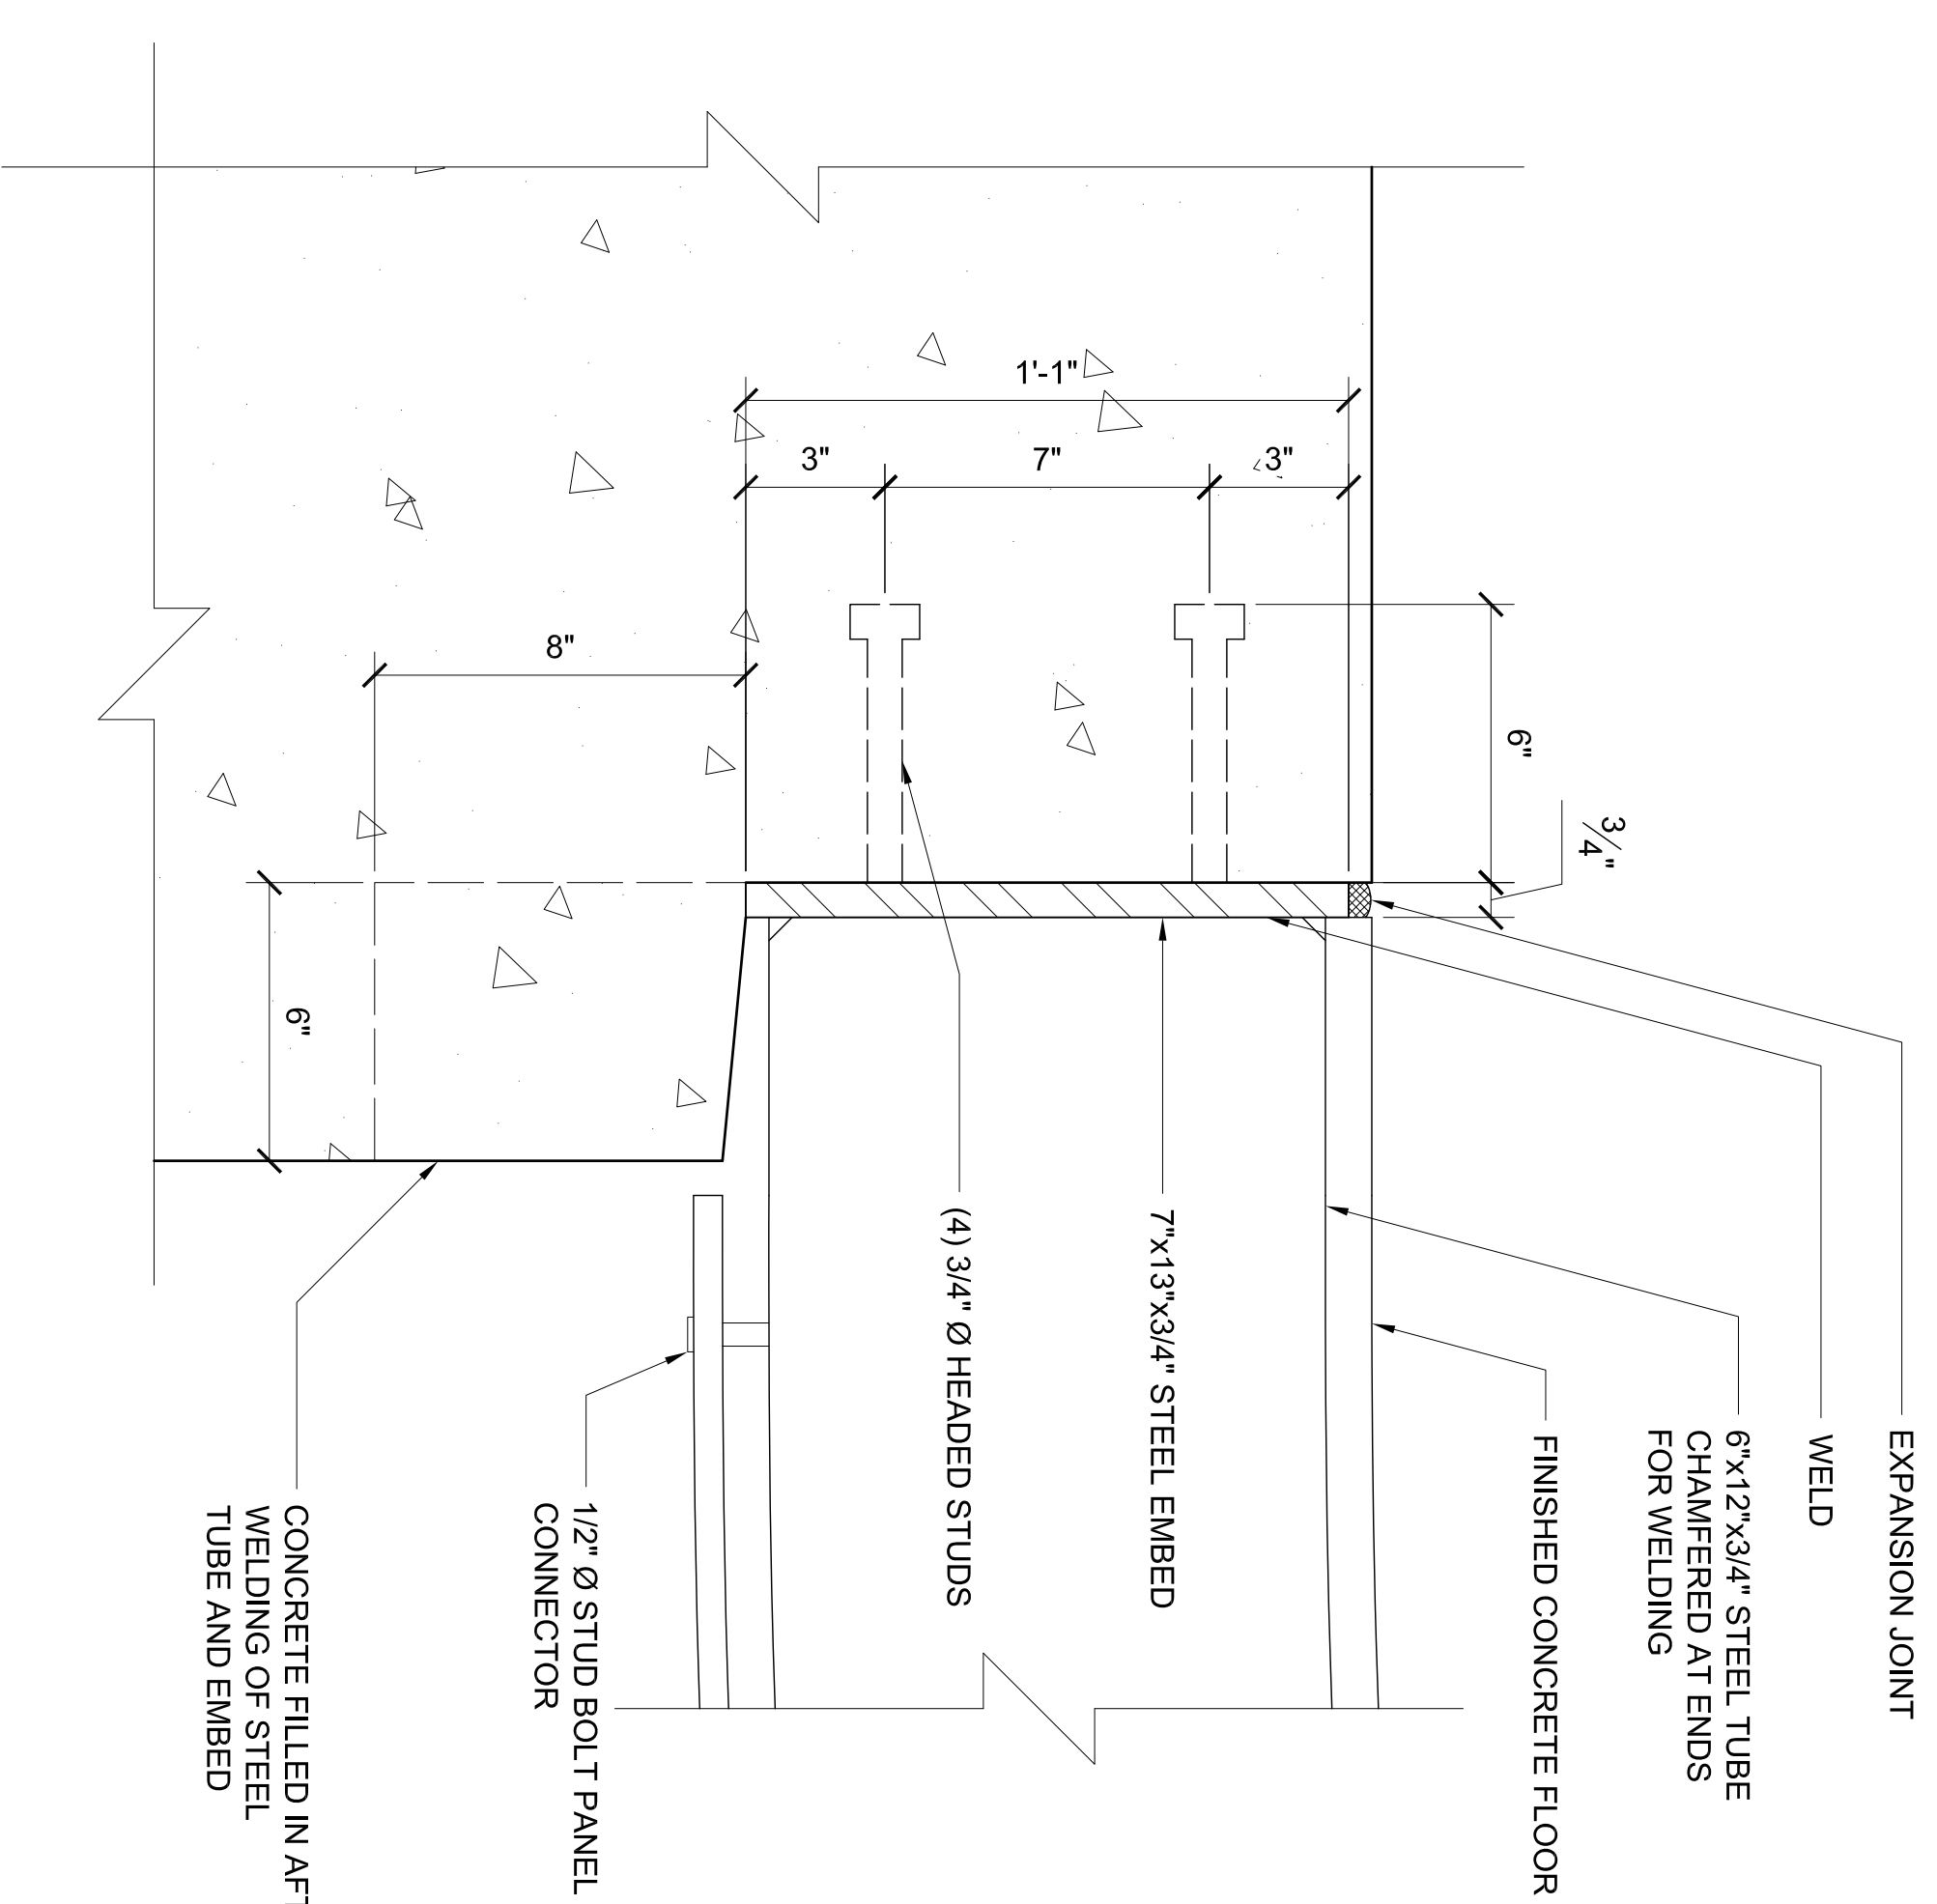 EXPANSION JOINT
WELD
6"x12"x3/4" STEEL TUBE
CHAMFERED AT ENDS
FOR WELDING
FINISHED CONCRETE FLOOR
7"x13"x3/4" STEEL EMBED
(4) 3/4" Ø HEADED STUDS
1/2" Ø STUD BOLT PANEL
CONNECTOR
CONCRETE FILLED IN AFT
WELDING OF STEEL
TUBE AND EMBED
1'-1"
3"
7"
3"
8"
6"
3/4"
6"